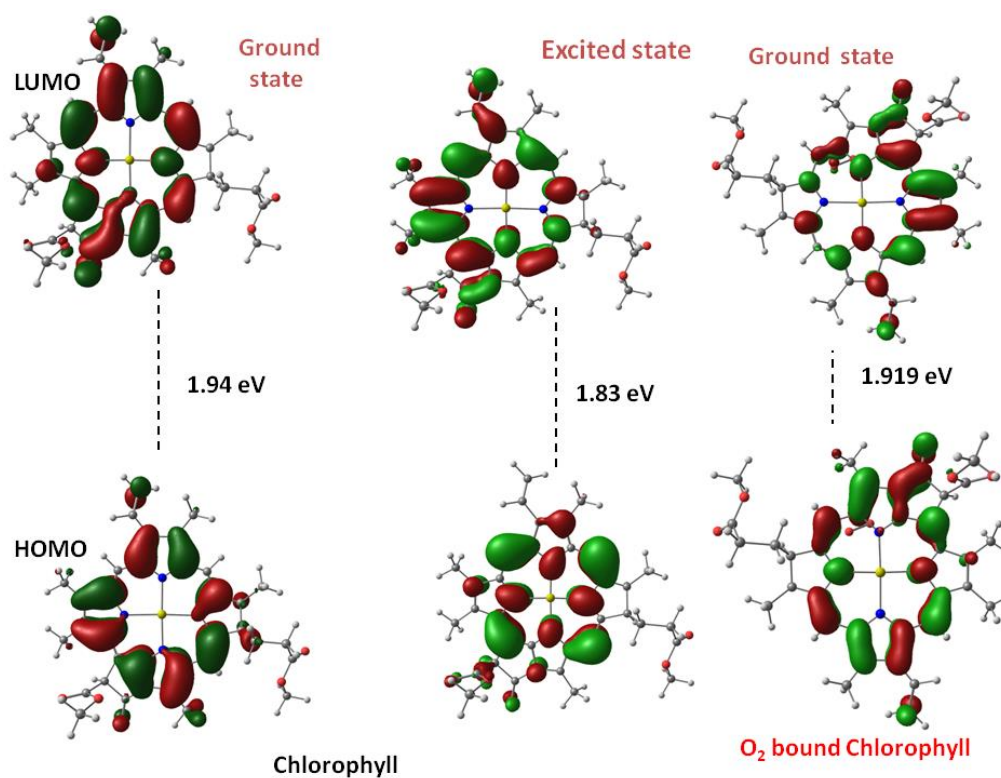 Ground
state
Excited state
Ground state
LUMO
1.94 eV
1.83 eV
1.919 eV
HOMO
Chlorophyll
O₂ bound Chlorophyll